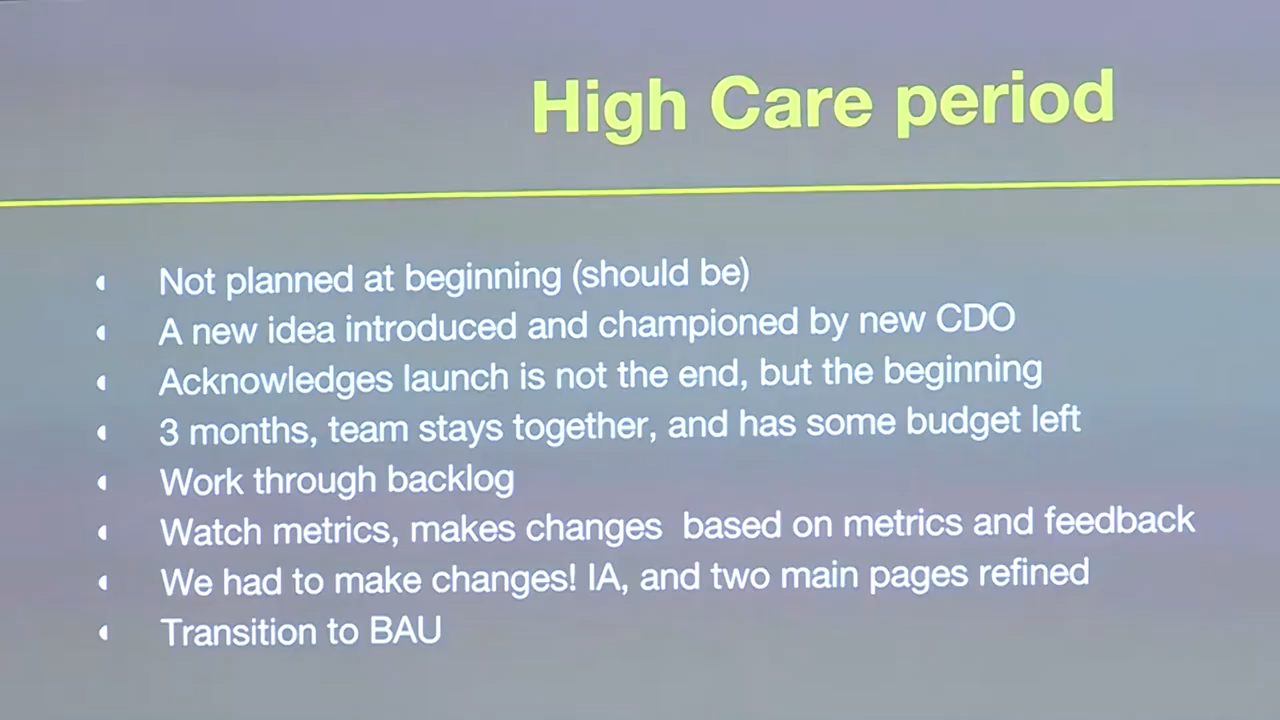 High Care period
Not planned at beginning (should be)
A new idea introduced and championed by new CDO
Acknowledges launch is not the end, but the beginning
3 months, team stays together, and has some budget left
Work through backlog
Watch metrics, makes changes  based on metrics and feedback
We had to make changes! IA, and two main pages refined
Transition to BAU